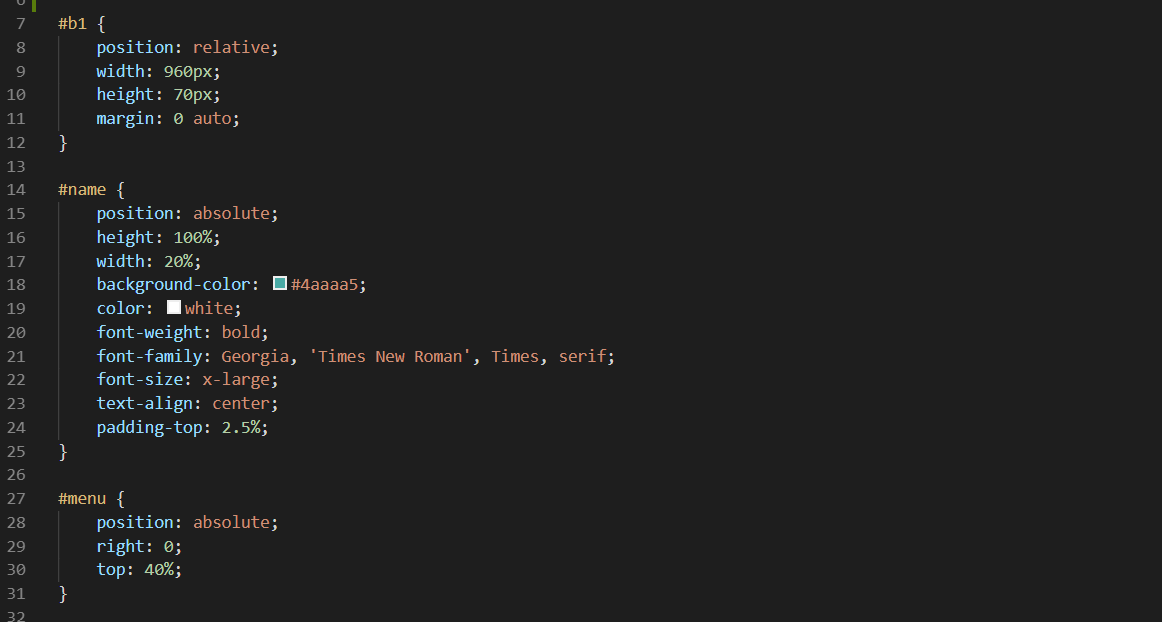 6
7 #b1 {
8 position: relative;
9 width: 960px;
10 height: 70px;
11 margin: 0 auto;
12 }
13
14 #name {
15 position: absolute;
16 height: 100%;
17 width: 20%;
18 background-color: #4aaaa5;
19 color: white;
20 font-weight: bold;
21 font-family: Georgia, 'Times New Roman', Times, serif;
22 font-size: x-large;
23 text-align: center;
24 padding-top: 2.5%;
25 }
26
27 #menu {
28 position: absolute;
29 right: 0;
30 top: 40%;
31 }
32